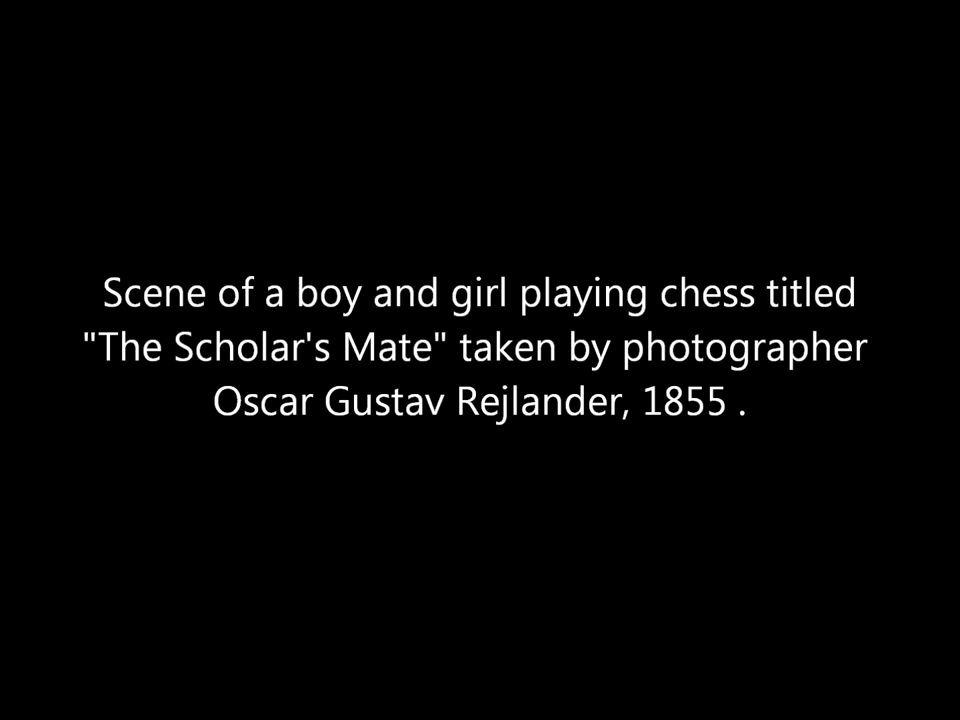 Scene of a boy and girl playing chess titled
"The Scholar's Mate" taken by photographer
Oscar Gustav Rejlander, 1855 .